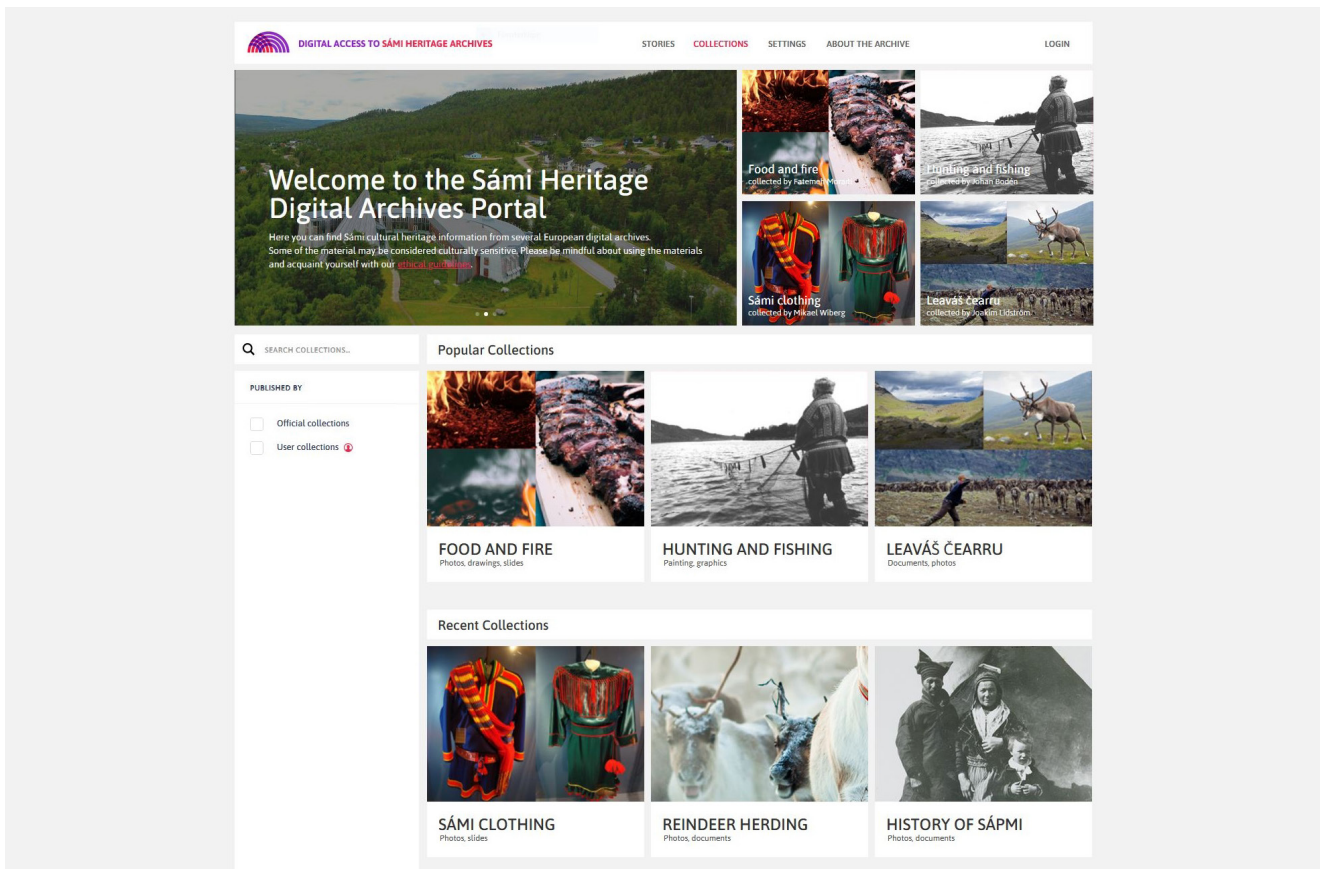 DIGITAL ACCESS TO SÁMI HERITAGE ARCHIVES
STORIES
COLLECTIONS
SETTINGS
ABOUT THE ARCHIVE
LOGIN
Welcome to the Sámi Heritage
Digital Archives Portal
Here you can find Sámi cultural heritage information from several European digital archives.
Some of the material may be considered culturally sensitive. Please be mindful about using the materials
and acquaint yourself with our ethical guidelines.
Food and fire
collected by Fatemeh
Hunting and fishing
collected by Johan Bodén
Sámi clothing
collected by Mikael Wiberg
Leaváš čearru
collected by Joakim Lidström
SEARCH COLLECTIONS...
Popular Collections
PUBLISHED BY
Official collections
User collections
FOOD AND FIRE
Photos, drawings, slides
HUNTING AND FISHING
Painting, graphics
LEAVÁŠ ČEARRU
Documents, photos
Recent Collections
SÁMI CLOTHING
Photos, slides
REINDEER HERDING
Photos, documents
HISTORY OF SÁPMI
Photos, documents